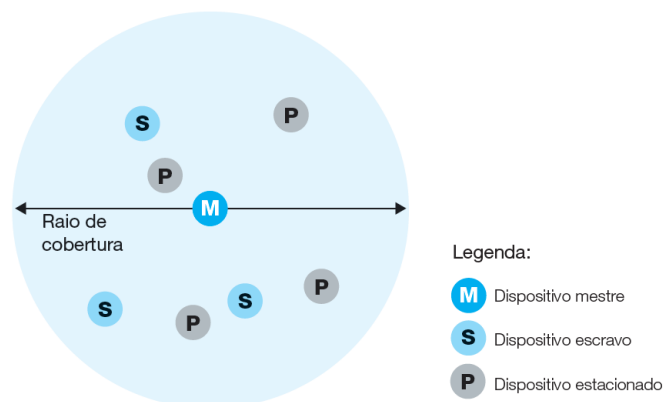 S
P
P
M
Raio de
cobertura
S
S
P
P
Legenda:
M Dispositivo mestre
S Dispositivo escravo
P Dispositivo estacionado